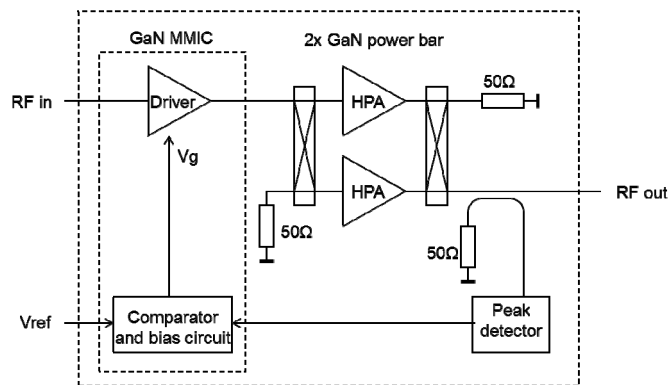 GaN MMIC
2x GaN power bar
RF in
Driver
HPA
50Ω
Vg
HPA
RF out
50Ω
50Ω
Vref
Comparator
and bias circuit
Peak
detector